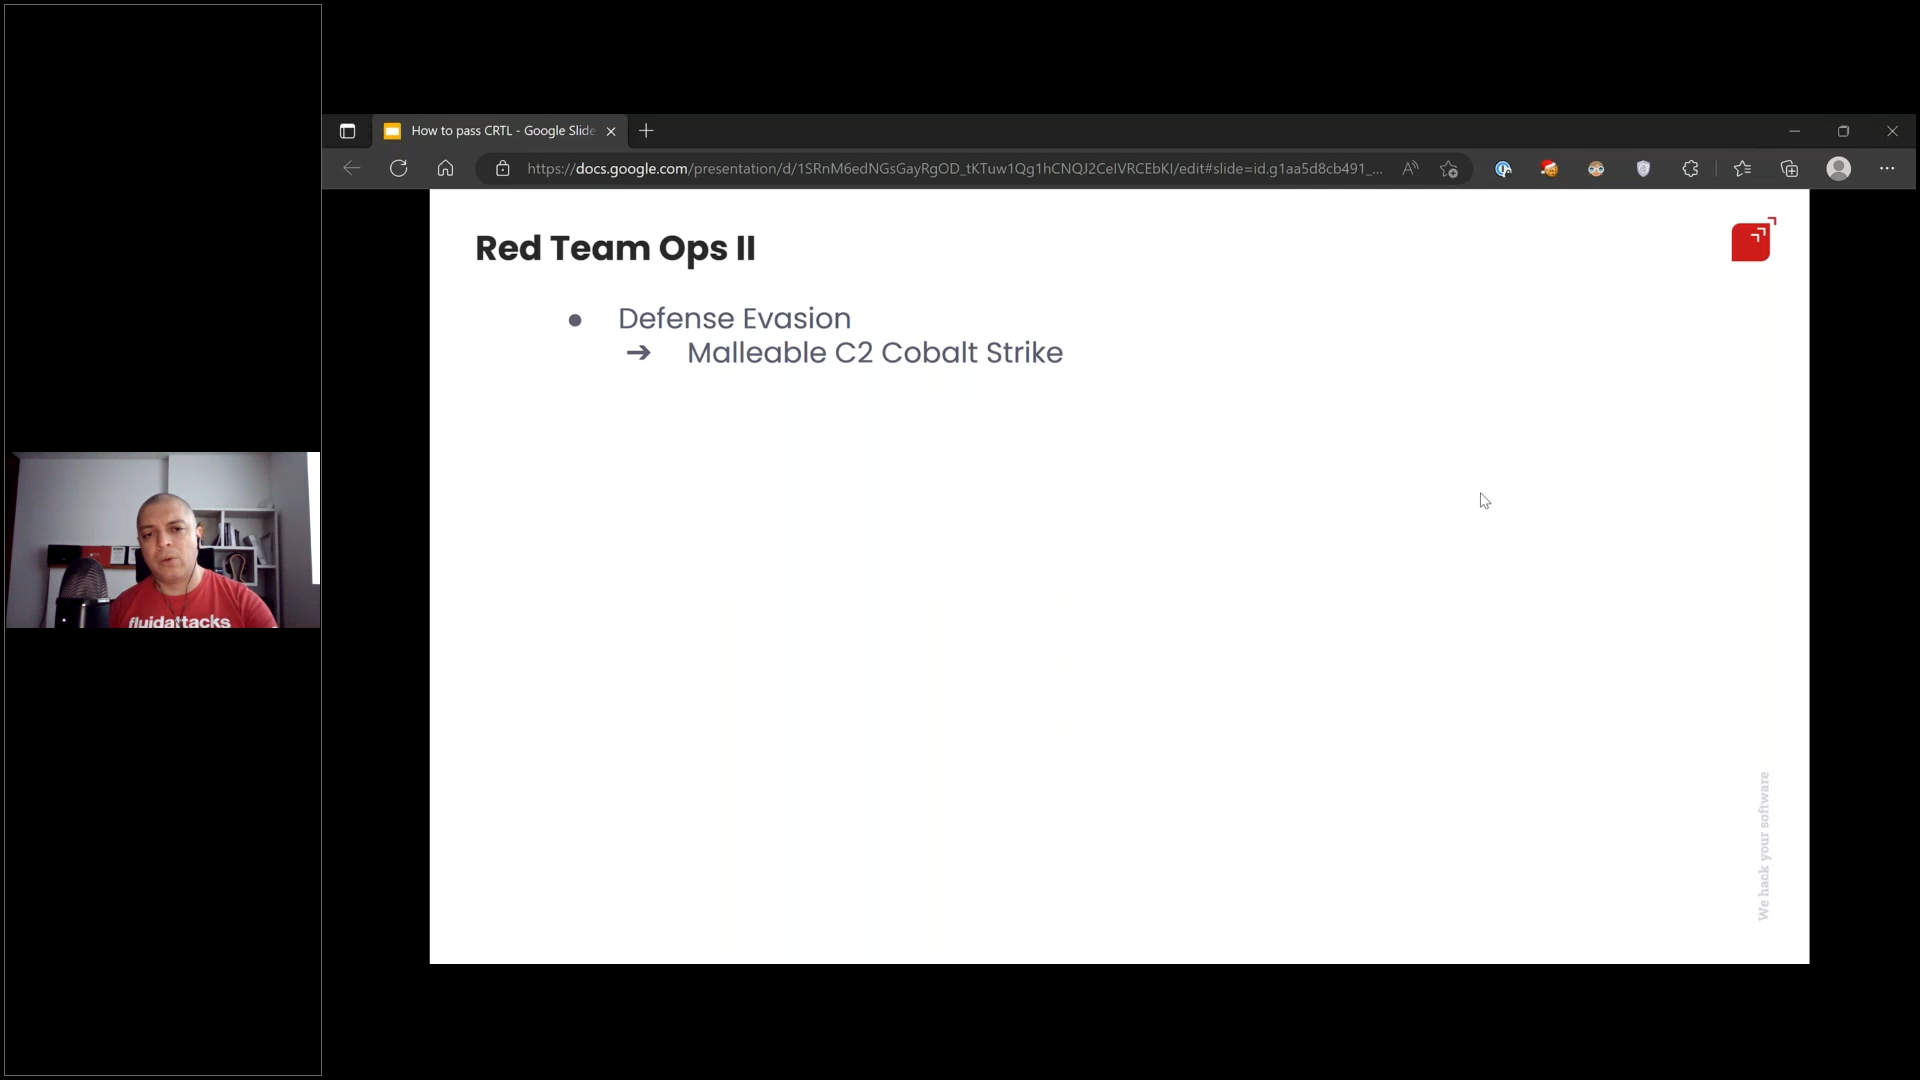 How to pass CRTL - Google Slide
https://docs.google.com/presentation/d/1SRnM6edNGsGayRgOD_tKTuw1Qg1hCNQJ2CeIVRCEbKI/edit#slide=id.g1aa5d8cb491_...
Red Team Ops II
● Defense Evasion
➔ Malleable C2 Cobalt Strike
We hack your software
fluidattacks